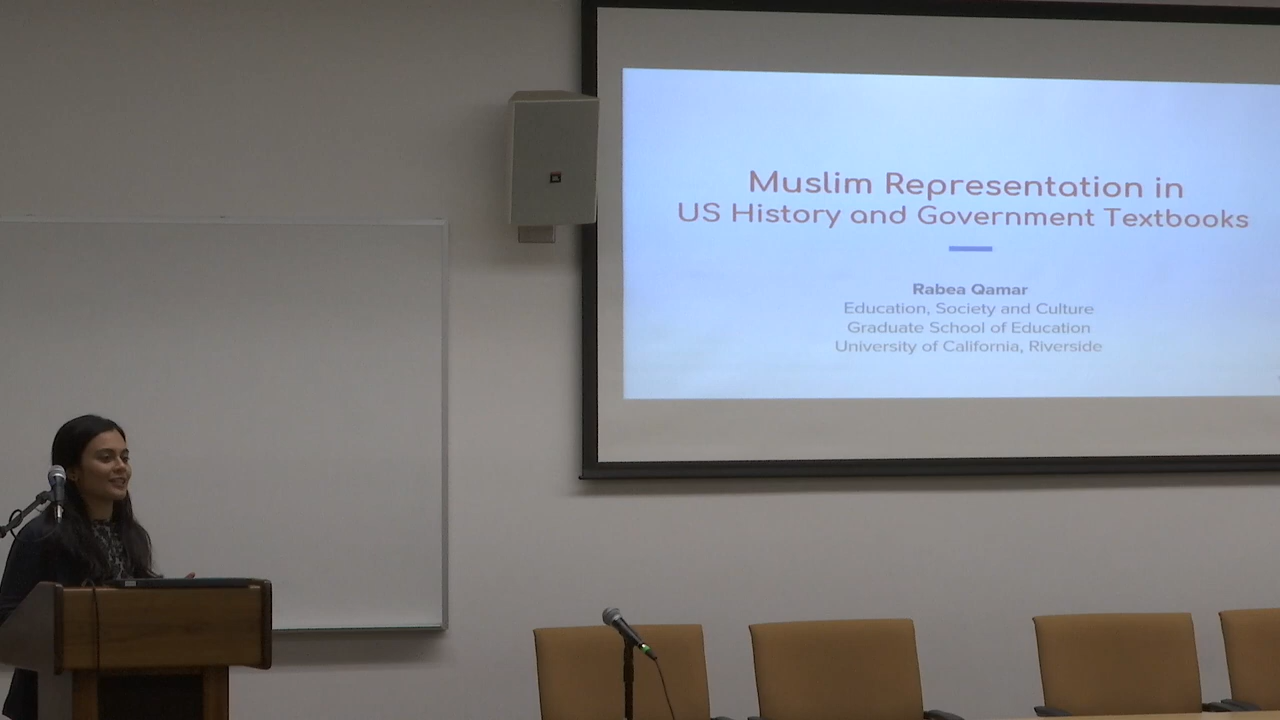 Muslim Representation in
US History and Government Textbooks
Rabea Qamar
Education, Society and Culture
Graduate School of Education
University of California, Riverside